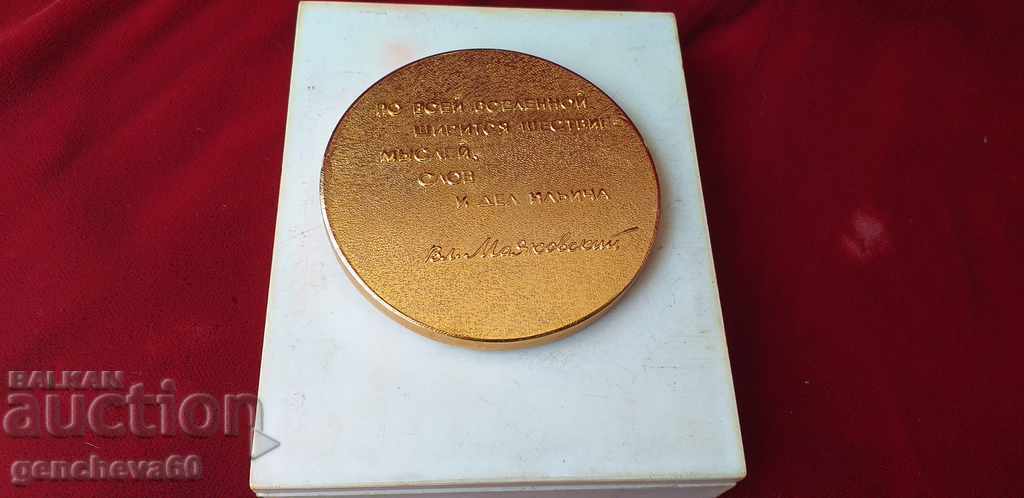 ПО ВСЕЙ ВСЕЛЕННОЙ
ШИРИТСЯ ШЕСТВИЕ-
МЫСЛЕЙ,
СЛОВ
И ДЕЛ ИЛЬИЧА
Вл. Маяковский
BALKAN
auction
gencheva60